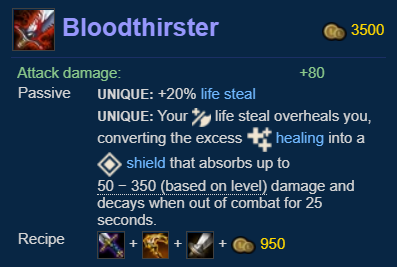 Bloodthirster 3500
Attack damage: +80
Passive UNIQUE: +20% life steal
UNIQUE: Your life steal overheals you,
converting the excess healing into a
shield that absorbs up to
50 − 350 (based on level) damage and
decays when out of combat for 25
seconds.
Recipe + + + 950